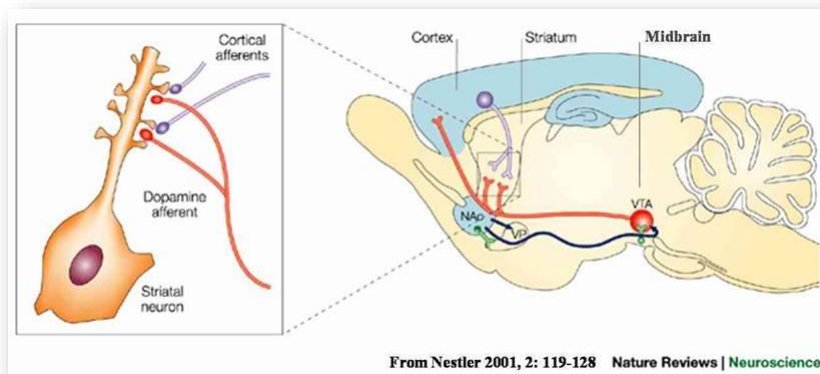 Cortical
afferents
Dopamine
afferent
Striatal
neuron
Cortex
Striatum
Midbrain
NAc
VP
VTA
From Nestler 2001, 2: 119-128 Nature Reviews | Neuroscience